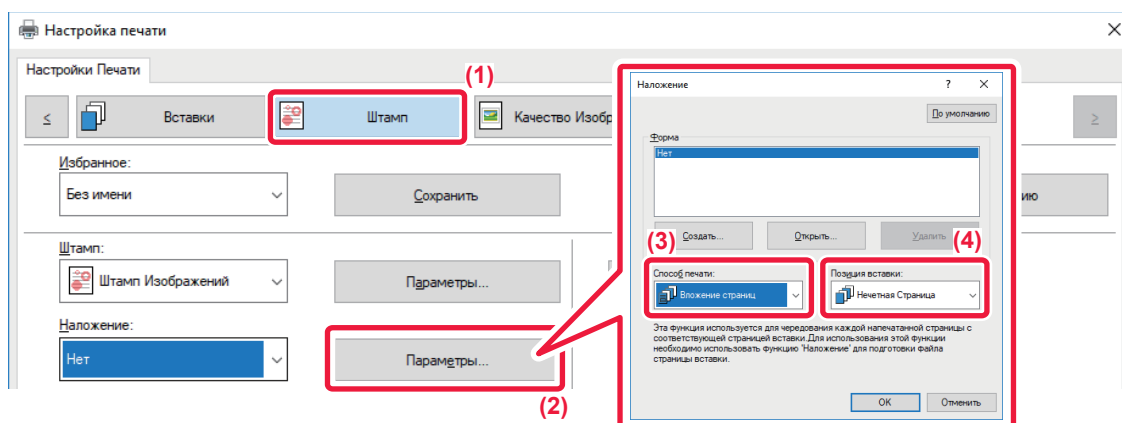 Настройка печати
Настройки Печати
(1)
<
Вставки
Штамп
Качество Изобр
>
Избранное:
Без имени
Сохранить
ию
Штамп:
Штамп Изображений
Параметры...
Наложение:
Нет
Параметры...
(2)
Наложение
?
По умолчанию
Форма
Нет
Создать...
Открыть...
Удалить
(3)
(4)
Способ печати:
Позиция вставки:
Вложение страниц
Нечетная Страница
Эта функция используется для чередования каждой напечатанной страницы с
соответствующей страницей вставки.Для использования этой функции
необходимо использовать функцию 'Наложение' для подготовки файла
страницы вставки.
OK
Отменить